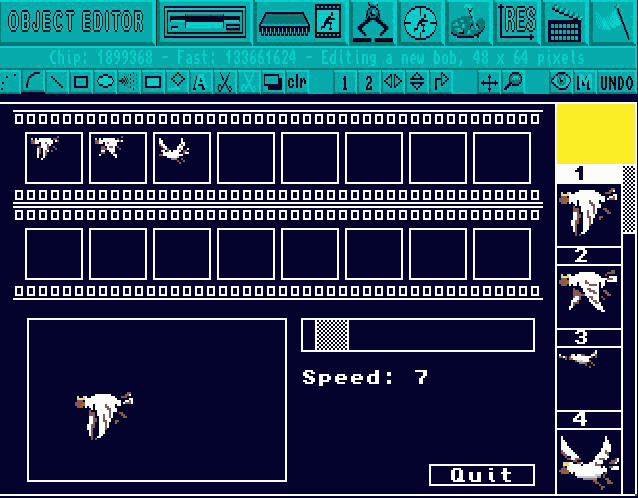 OBJECT EDITOR RES
Chip: 1899368 - Fast: 133661624 - Editing a new bob, 48 x 64 pixels
A clr 1 2 M UNDO
1
2
3
Speed: 7
4
Quit